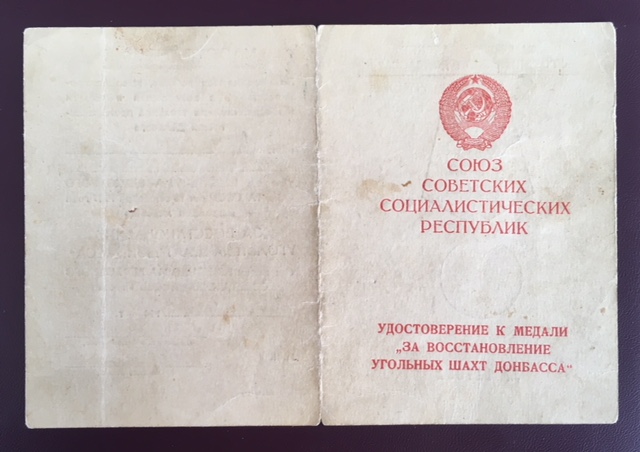 СОЮЗ
СОВЕТСКИХ
СОЦИАЛИСТИЧЕСКИХ
РЕСПУБЛИК
УДОСТОВЕРЕНИЕ К МЕДАЛИ
„ЗА ВОССТАНОВЛЕНИЕ
УГОЛЬНЫХ ШАХТ ДОНБАССА“